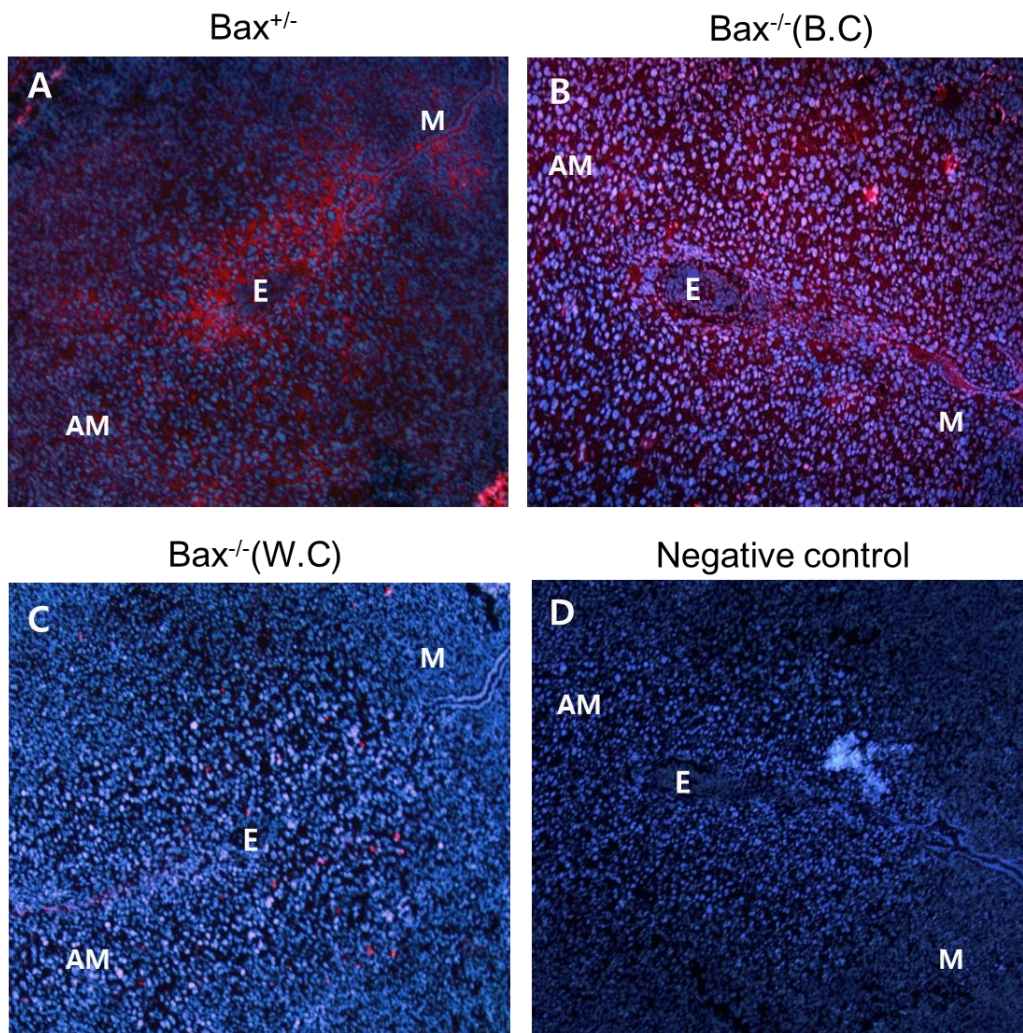 Bax+/-
Bax-/-(B.C)
A
M
E
AM
B
AM
E
M
Bax-/-(W.C)
Negative control
C
M
E
AM
D
AM
E
M